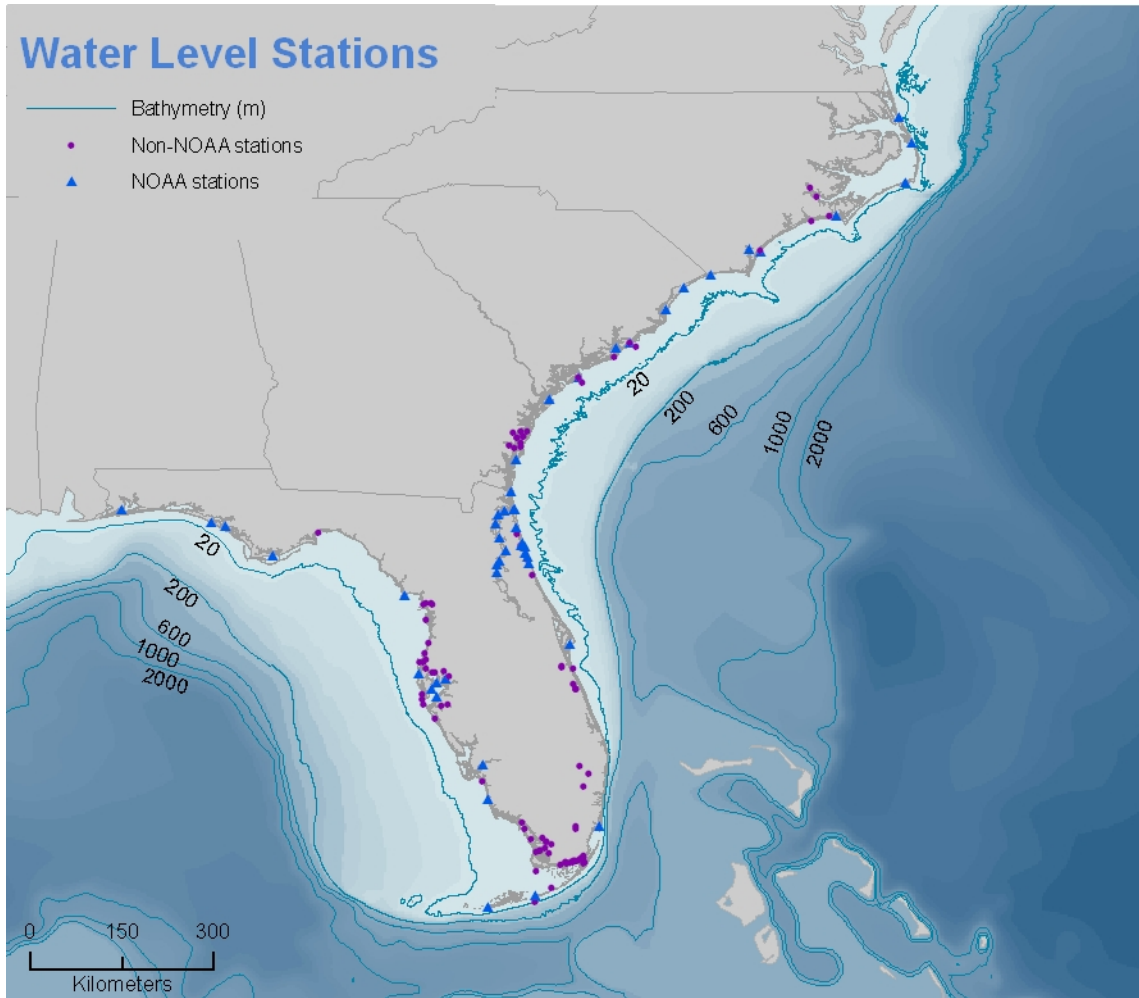 Water Level Stations
Bathymetry (m)
Non-NOAA stations
NOAA stations
20
200
600
1000
2000
20
200
600
1000
2000
0 150 300
Kilometers